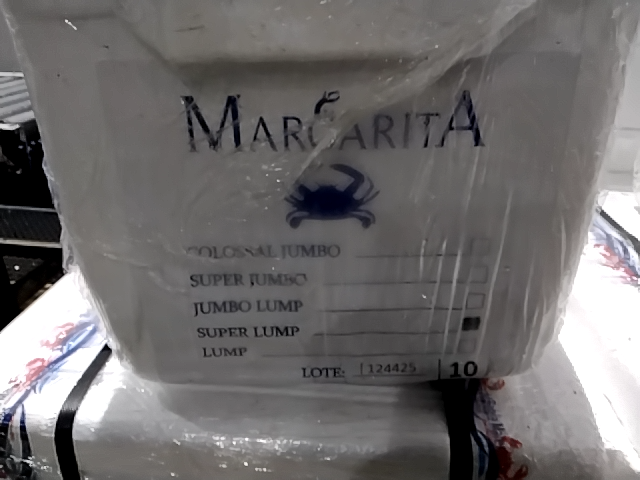 MARGARITA
COLOSSAL JUMBO
SUPER JUMBO
JUMBO LUMP
SUPER LUMP
LUMP
LOTE: 124425 10